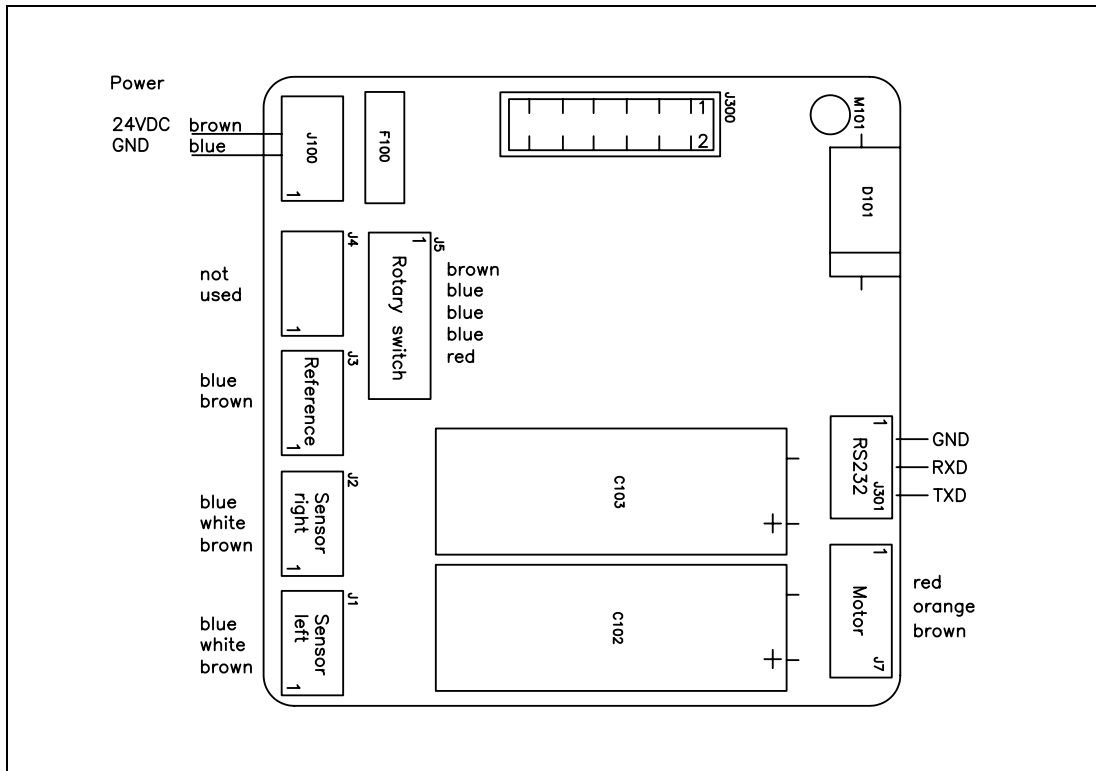 Power
24VDC brown
GND blue
J100
1
F100
J300
1
2
M101
D101
not
used
J4
1
J5
1
Rotary switch
brown
blue
blue
blue
red
blue
brown
J3
Reference
1
blue
white
brown
J2
Sensor
right
1
blue
white
brown
J1
Sensor
left
1
C103
+
C102
+
1
RS232
J301
GND
RXD
TXD
1
Motor
J7
red
orange
brown